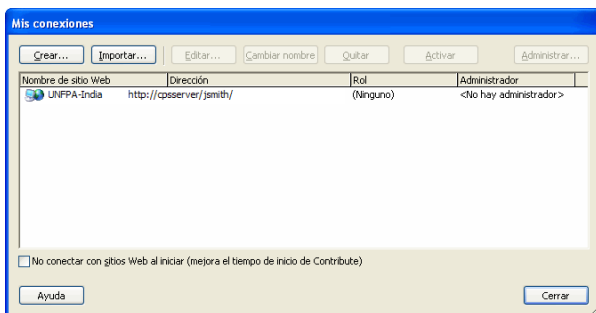 Mis conexiones
Crear... Importar... Editar... Cambiar nombre Quitar Activar Administrar...
Nombre de sitio Web Dirección Rol Administrador
UNFPA-India http://cpsserver/jsmith/ (Ninguno) <No hay administrador>
No conectar con sitios Web al iniciar (mejora el tiempo de inicio de Contribute)
Ayuda Cerrar